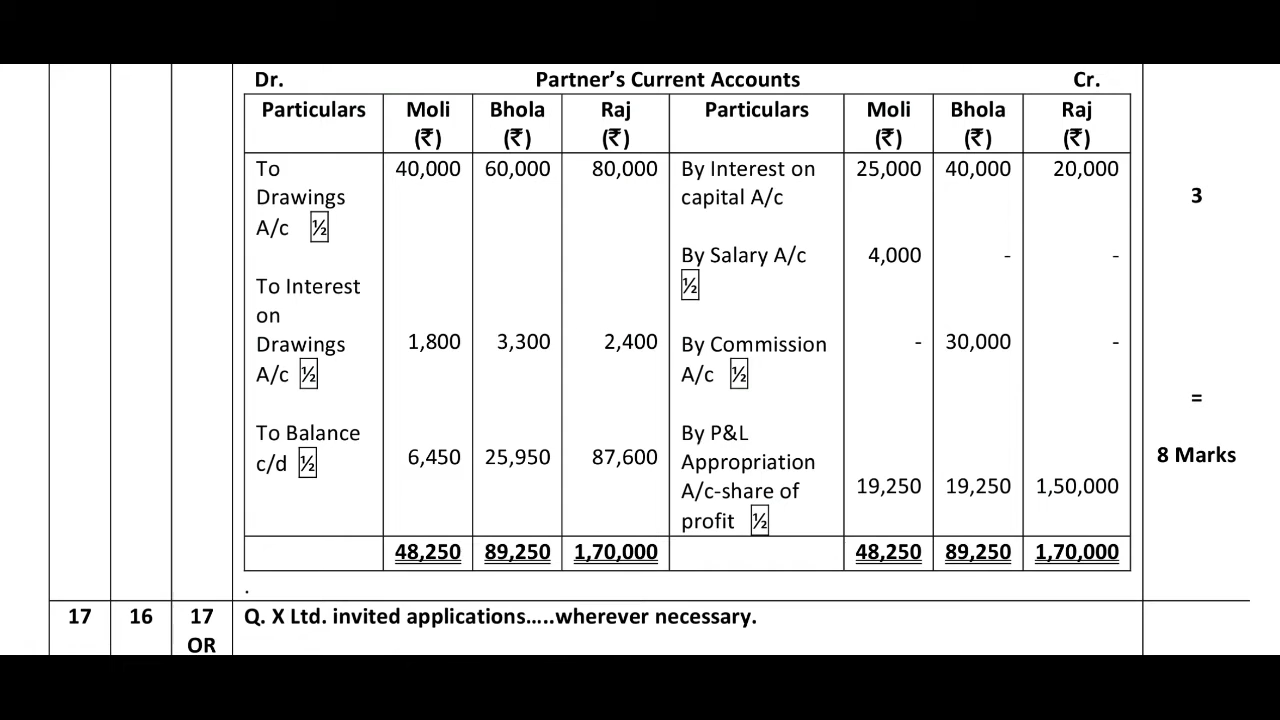 Dr. Partner’s Current Accounts Cr.
Particulars Moli Bhola Raj Particulars Moli Bhola Raj
(₹) (₹) (₹) (₹) (₹) (₹)
To 40,000 60,000 80,000 By Interest on 25,000 40,000 20,000
Drawings capital A/c 3
A/c ½
By Salary A/c 4,000 - -
To Interest ½
on
Drawings 1,800 3,300 2,400 By Commission - 30,000 -
A/c ½ A/c ½
=
To Balance By P&L
c/d ½ 6,450 25,950 87,600 Appropriation 8 Marks
A/c-share of 19,250 19,250 1,50,000
profit ½
48,250 89,250 1,70,000 48,250 89,250 1,70,000
.
17 16 17 Q. X Ltd. invited applications.....wherever necessary.
OR